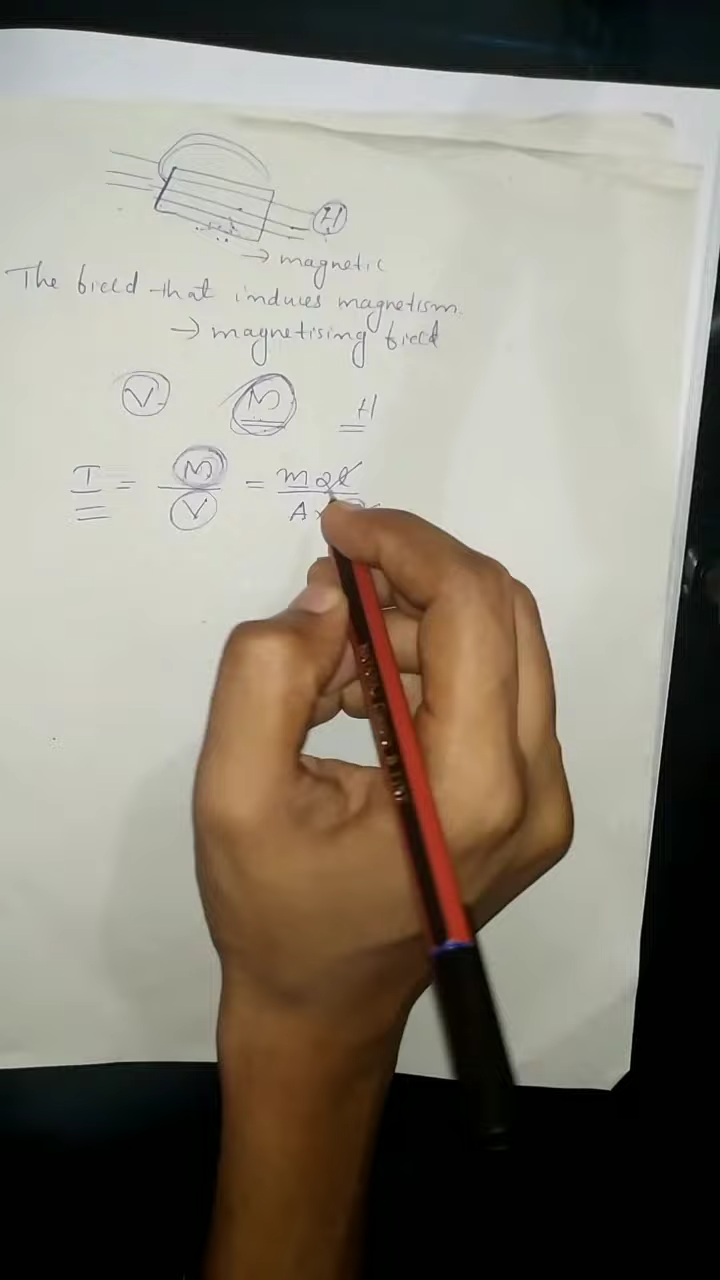 H
→ magnetic
The field that induces magnetism.
→ magnetising field
V M H
I = M/V = m2l/A